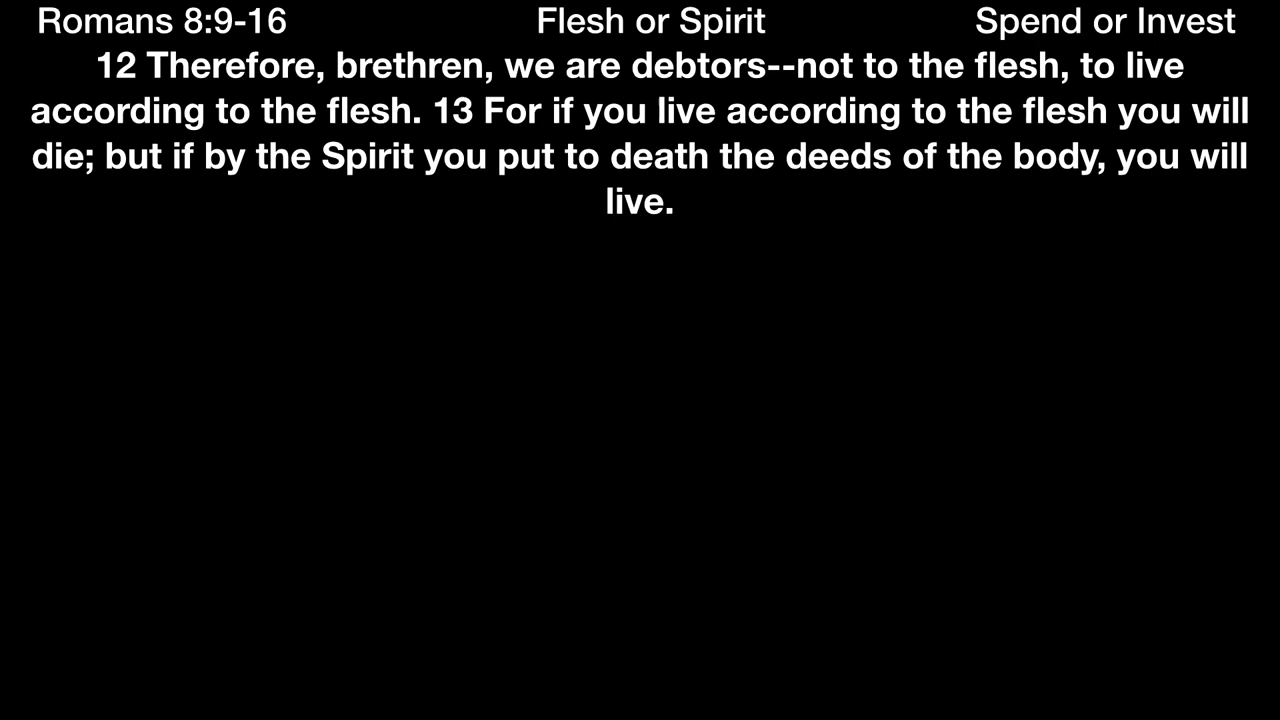 Romans 8:9-16 Flesh or Spirit Spend or Invest
12 Therefore, brethren, we are debtors--not to the flesh, to live
according to the flesh. 13 For if you live according to the flesh you will
die; but if by the Spirit you put to death the deeds of the body, you will
live.